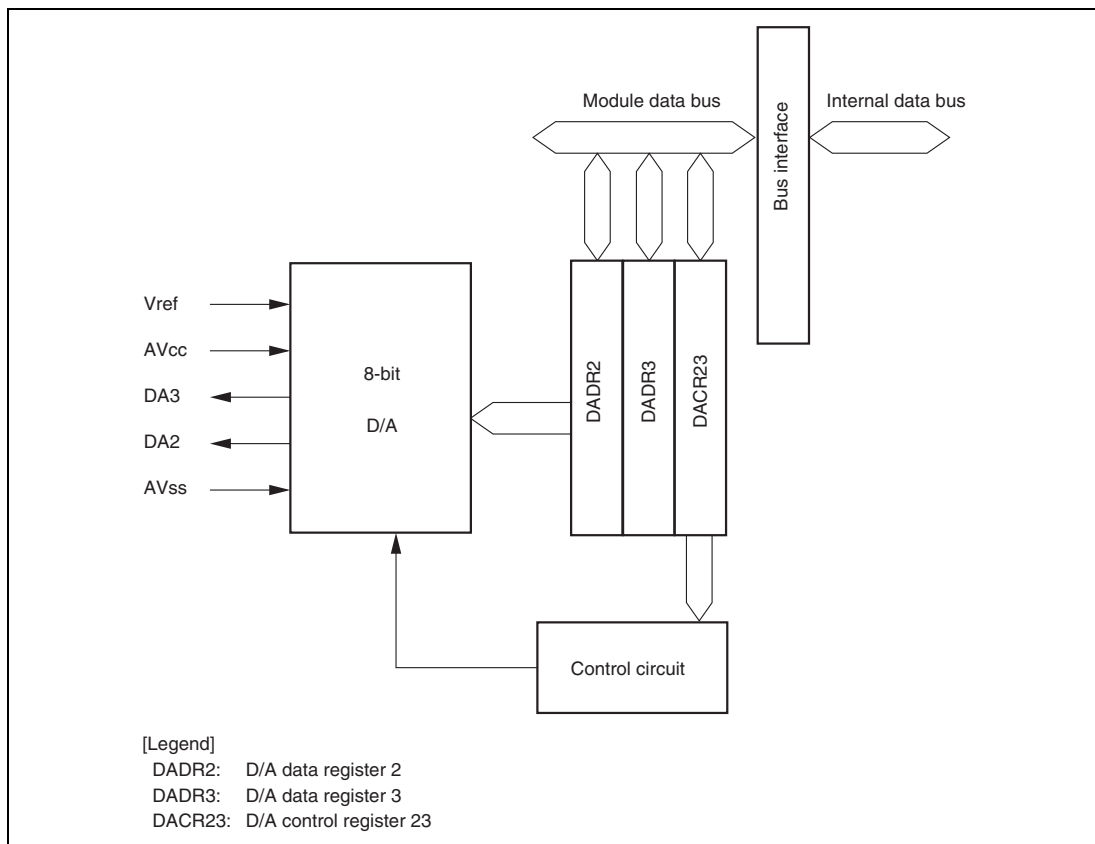 Module data bus
Internal data bus
Bus interface
Vref
AVcc
DA3
DA2
AVss
8-bit
D/A
DADR2
DADR3
DACR23
Control circuit
[Legend]
DADR2: D/A data register 2
DADR3: D/A data register 3
DACR23: D/A control register 23